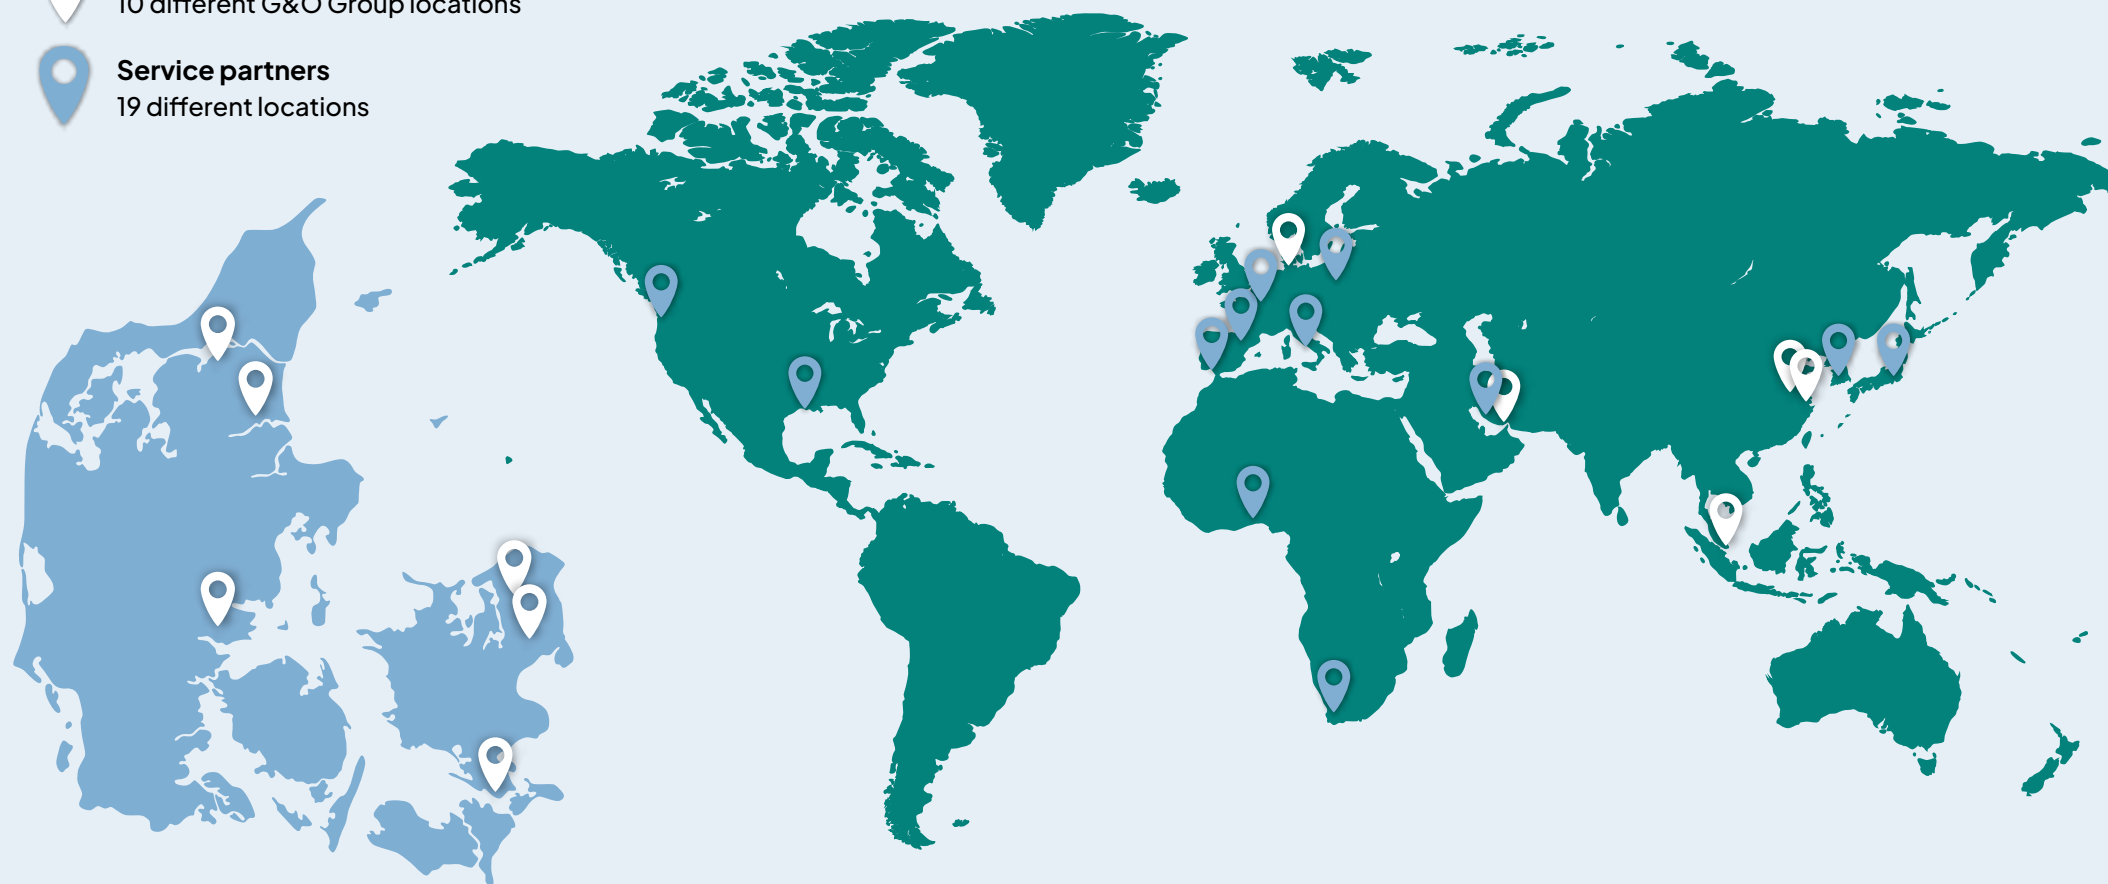 10 different G&O Group locations
Service partners
19 different locations